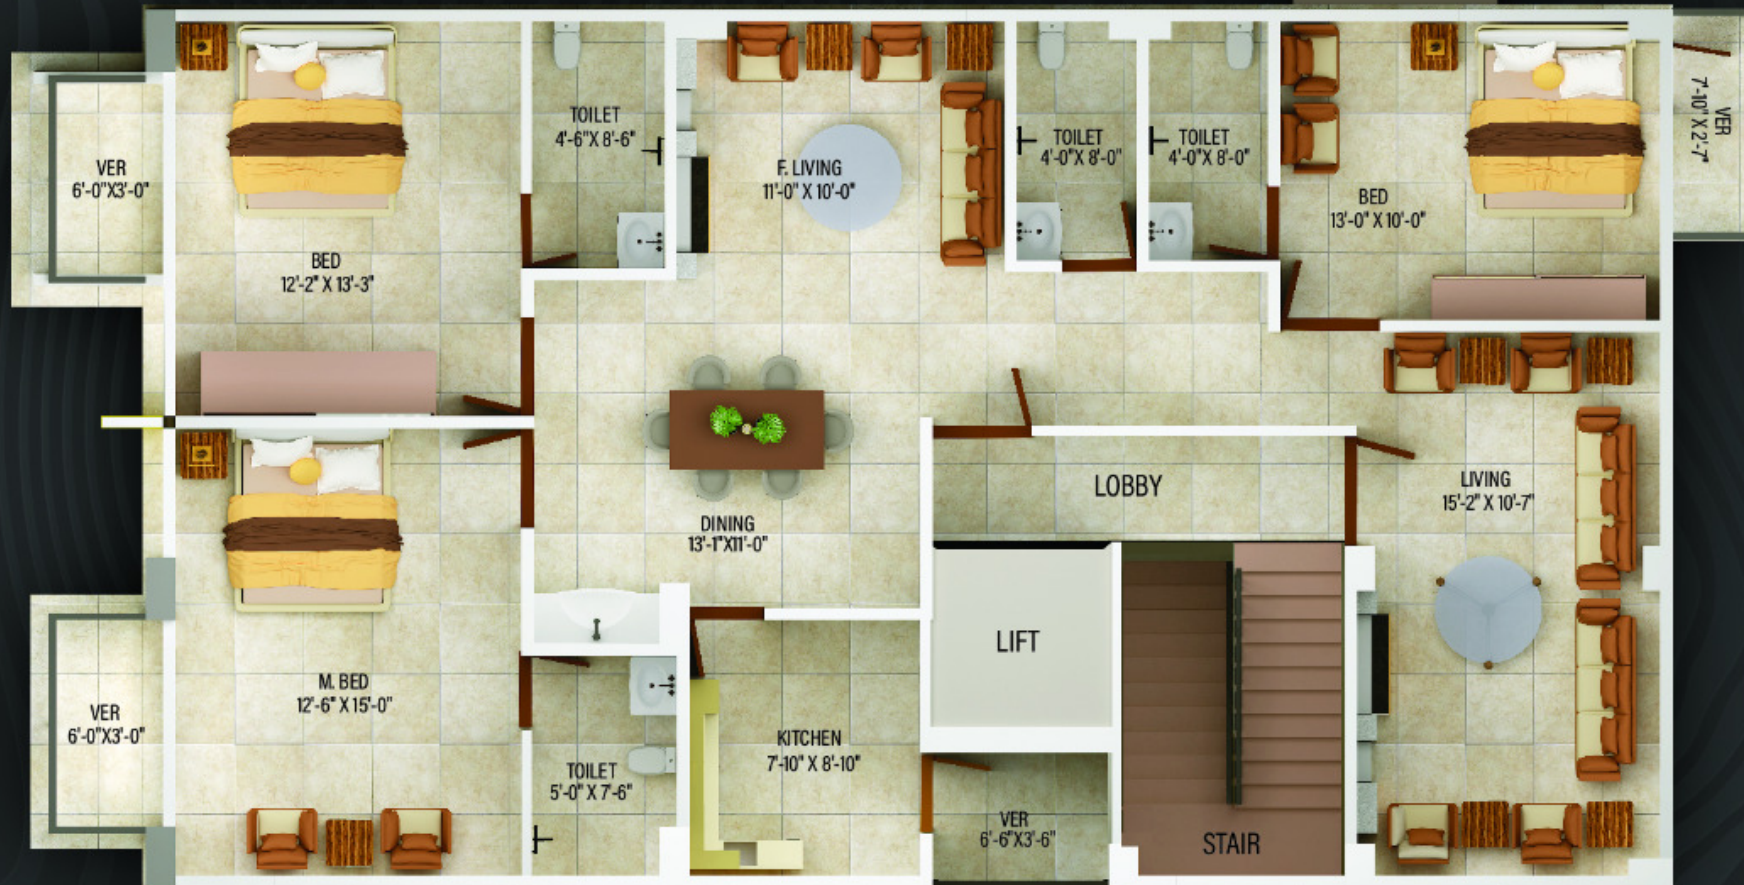 VER
6'-0"X3'-0"
BED
12'-2" X 13'-3"
TOILET
4'-6"X 8'-6"
F. LIVING
11'-0" X 10'-0"
TOILET
4'-0"X 8'-0"
TOILET
4'-0"X 8'-0"
BED
13'-0" X 10'-0"
VER
7'-10" X 2'-7"
DINING
13'-1"X11'-0"
LOBBY
LIVING
15'-2" X 10'-7"
LIFT
VER
6'-0"X3'-0"
M. BED
12'-6" X 15'-0"
TOILET
5'-0" X 7'-6"
KITCHEN
7'-10" X 8'-10"
VER
6'-6"X3'-6"
STAIR